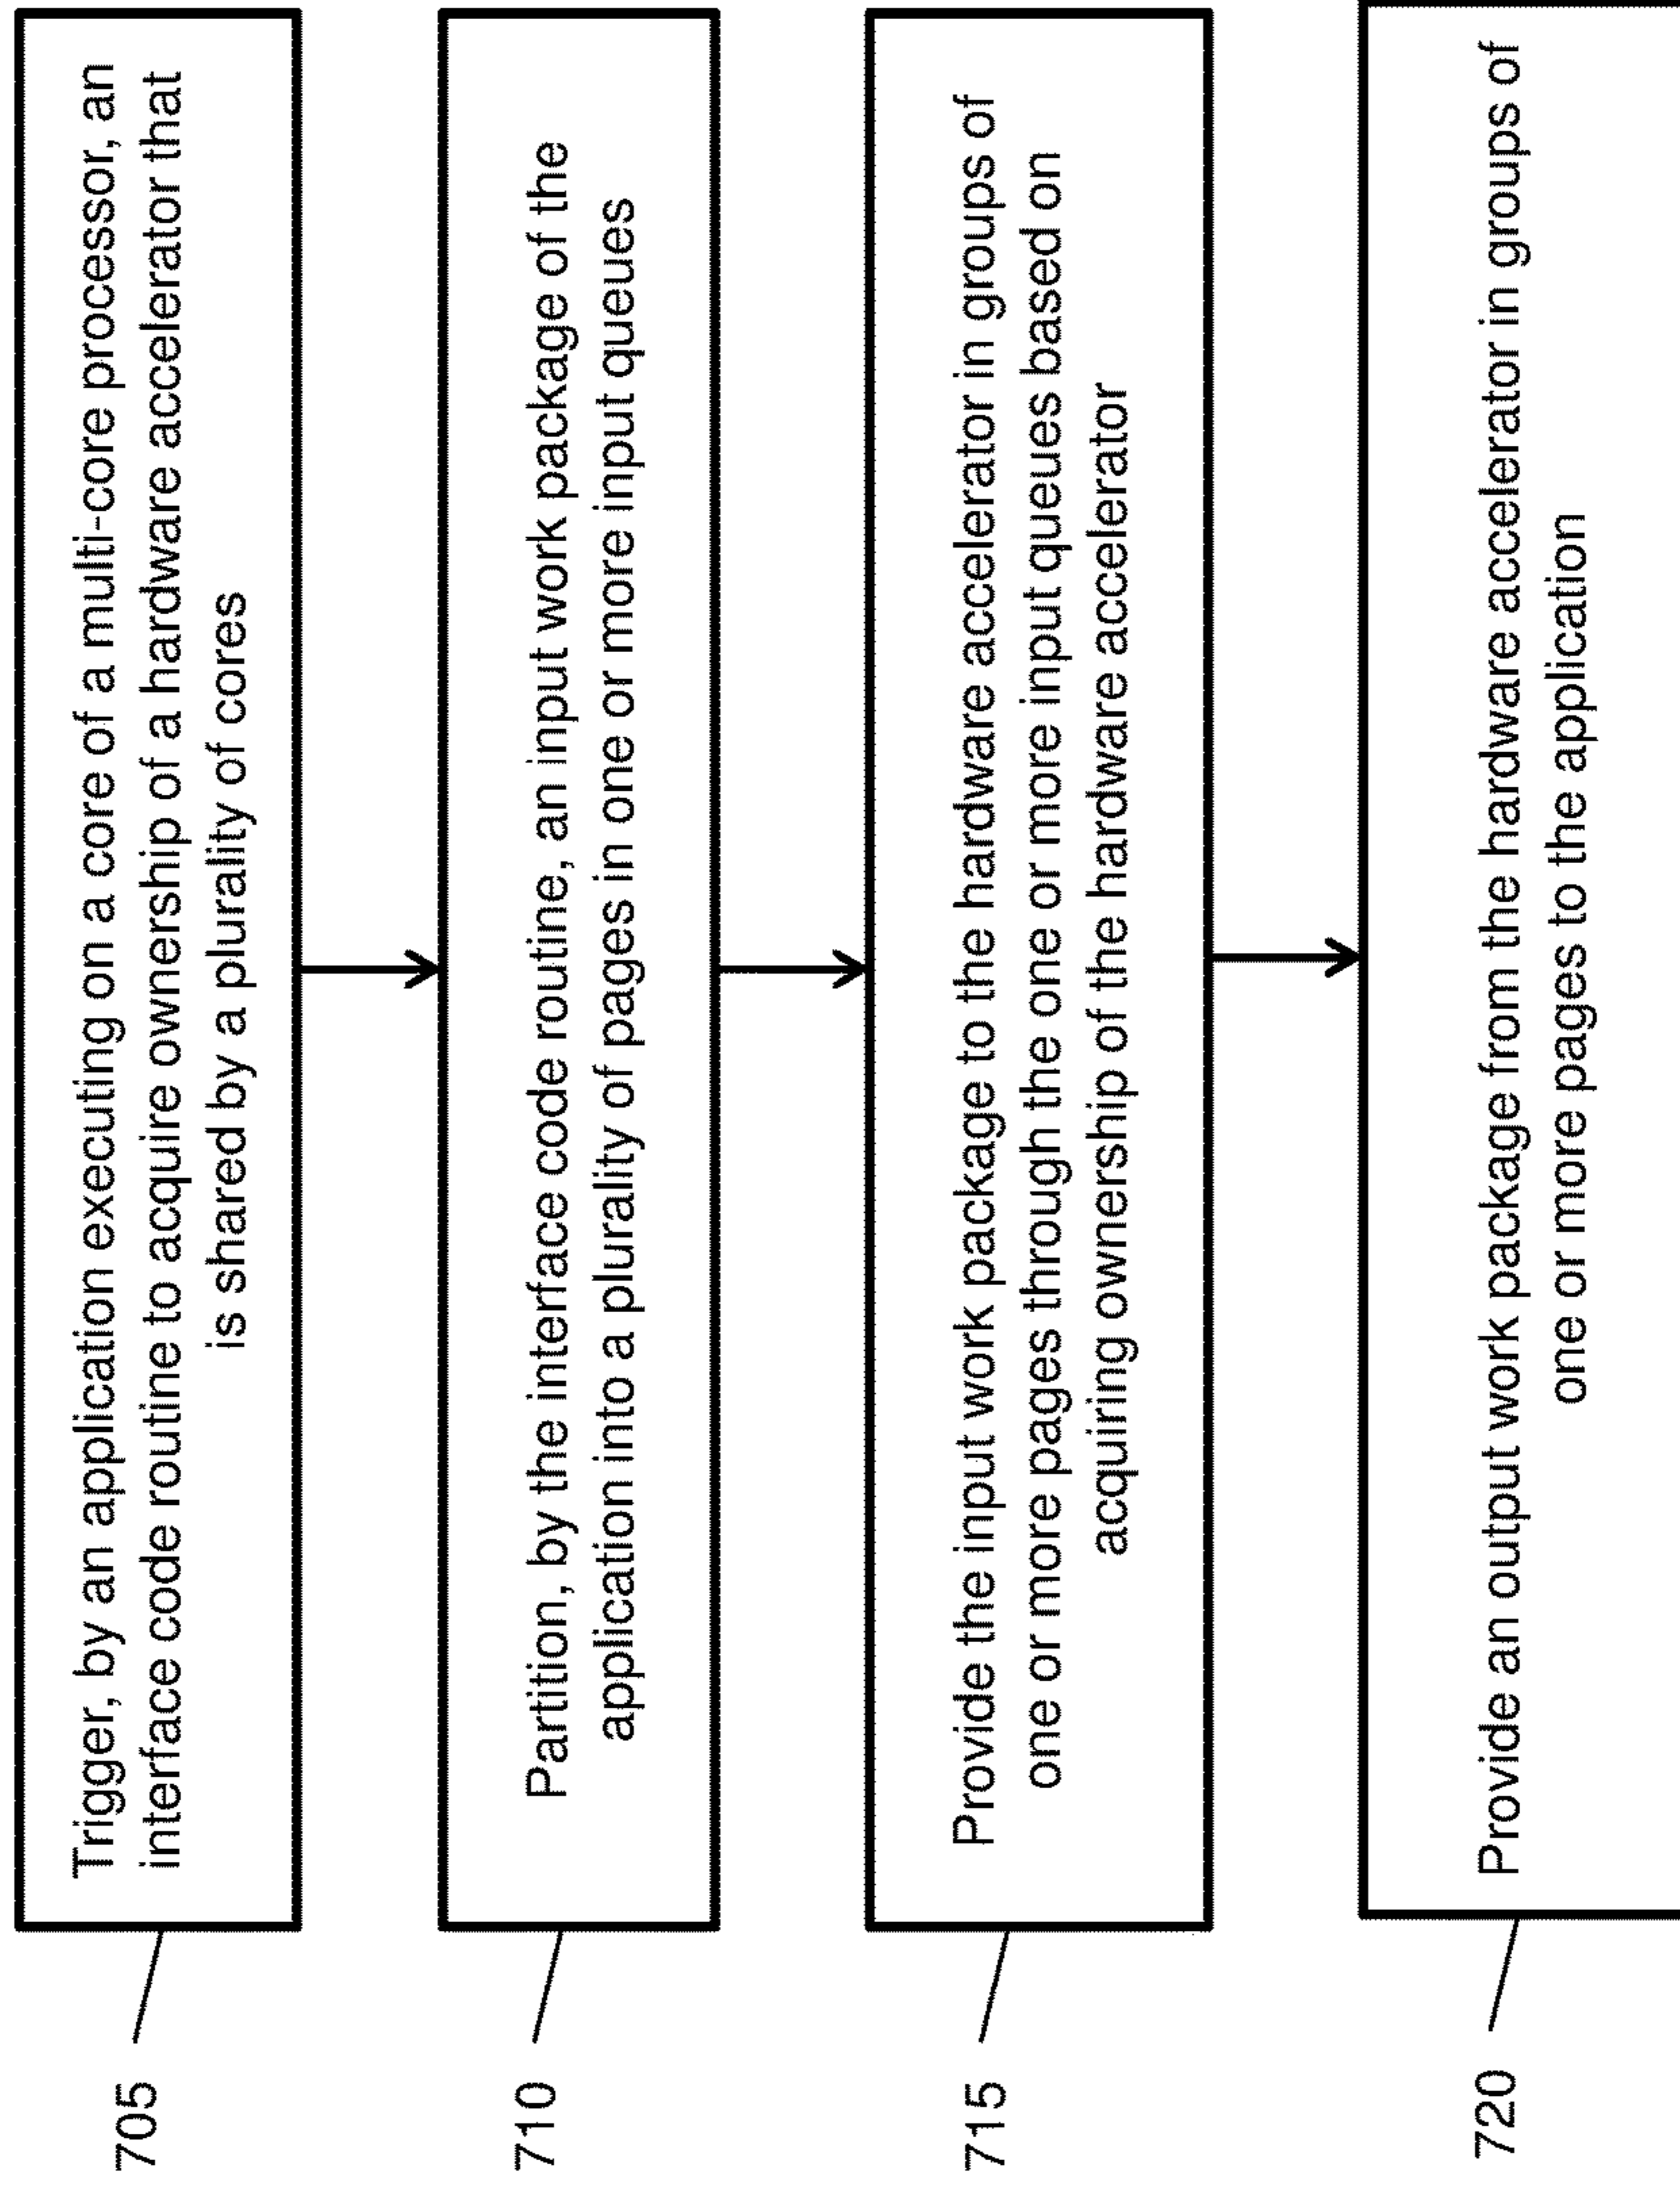 705
Trigger, by an application executing on a core of a multi-core processor, an
interface code routine to acquire ownership of a hardware accelerator that
is shared by a plurality of cores
710
Partition, by the interface code routine, an input work package of the
application into a plurality of pages in one or more input queues
715
Provide the input work package to the hardware accelerator in groups of
one or more pages through the one or more input queues based on
acquiring ownership of the hardware accelerator
720
Provide an output work package from the hardware accelerator in groups of
one or more pages to the application